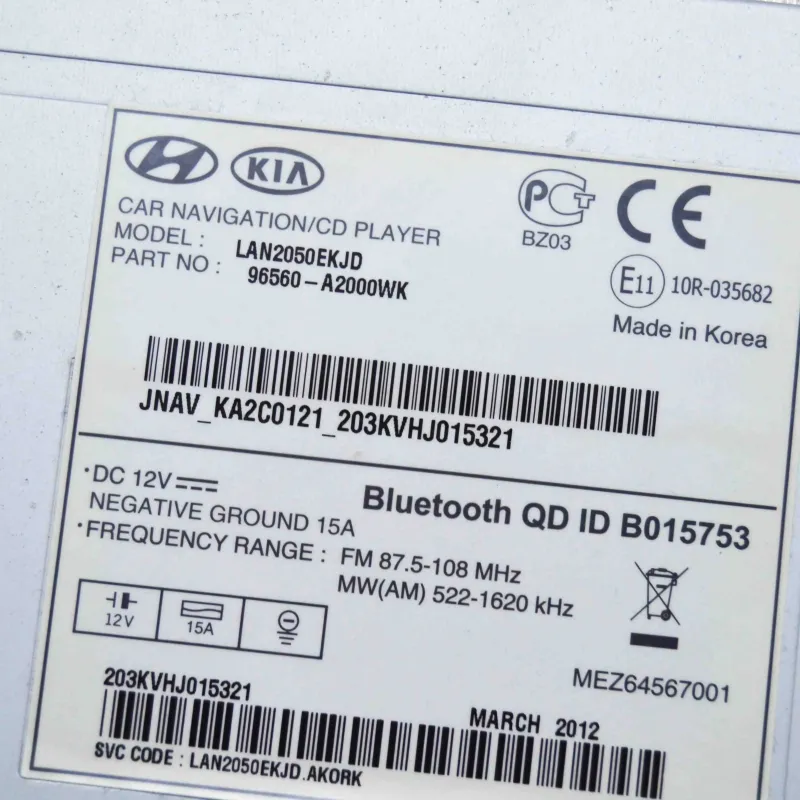 KIA
CAR NAVIGATION/CD PLAYER
MODEL : LAN2050EKJD
PART NO : 96560-A2000WK
PCT
BZ03
CE
E11 10R-035682
Made in Korea
JNAV_KA2C0121_203KVHJ015321
·DC 12V
NEGATIVE GROUND 15A
Bluetooth QD ID B015753
·FREQUENCY RANGE : FM 87.5-108 MHz
MW(AM) 522-1620 kHz
12V
15A
MEZ64567001
203KVHJ015321
MARCH 2012
SVC CODE : LAN2050EKJD.AKORK